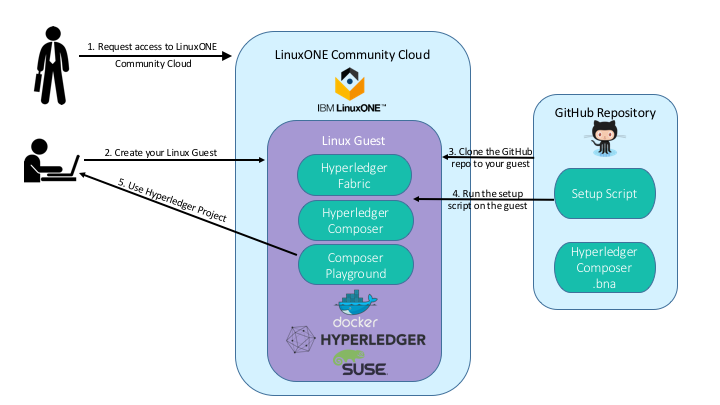 1. Request access to LinuxONE
Community Cloud
LinuxONE Community Cloud
IBM LinuxONE™
Linux Guest
2. Create your Linux Guest
Hyperledger
Fabric
Hyperledger
Composer
Composer
Playground
5. Use Hyperledger Project
docker
HYPERLEDGER
SUSE.
3. Clone the GitHub
repo to your guest
4. Run the setup
script on the guest
GitHub Repository
Setup Script
Hyperledger
Composer
.bna